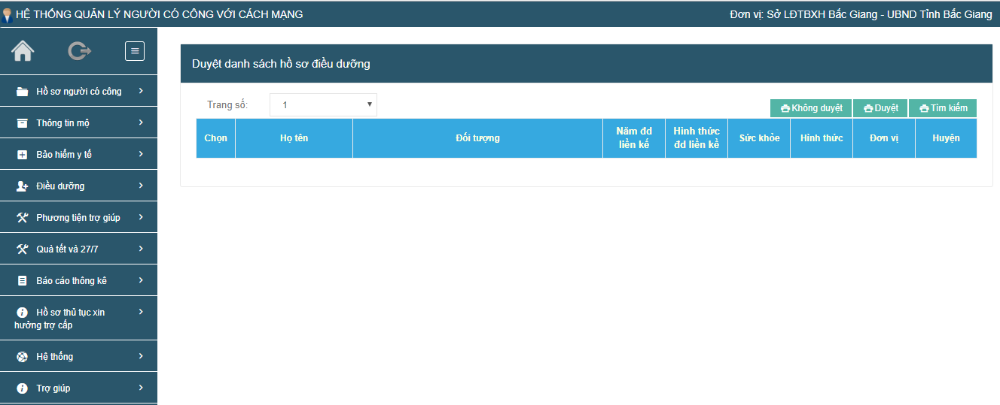 HỆ THỐNG QUẢN LÝ NGƯỜI CÓ CÔNG VỚI CÁCH MẠNG
Đơn vị: Sở LĐTBXH Bắc Giang - UBND Tỉnh Bắc Giang
Hồ sơ người có công
Thông tin mộ
Bảo hiểm y tế
Điều dưỡng
Phương tiện trợ giúp
Quà tết và 27/7
Báo cáo thông kê
Hồ sơ thủ tục xin
hưởng trợ cấp
Hệ thống
Trợ giúp
Duyệt danh sách hồ sơ điều dưỡng
Trang số: 1
Không duyệt Duyệt Tìm kiếm
Chọn Họ tên Đối tượng Năm đd liền kế Hình thức đd liền kề Sức khỏe Hình thức Đơn vị Huyện